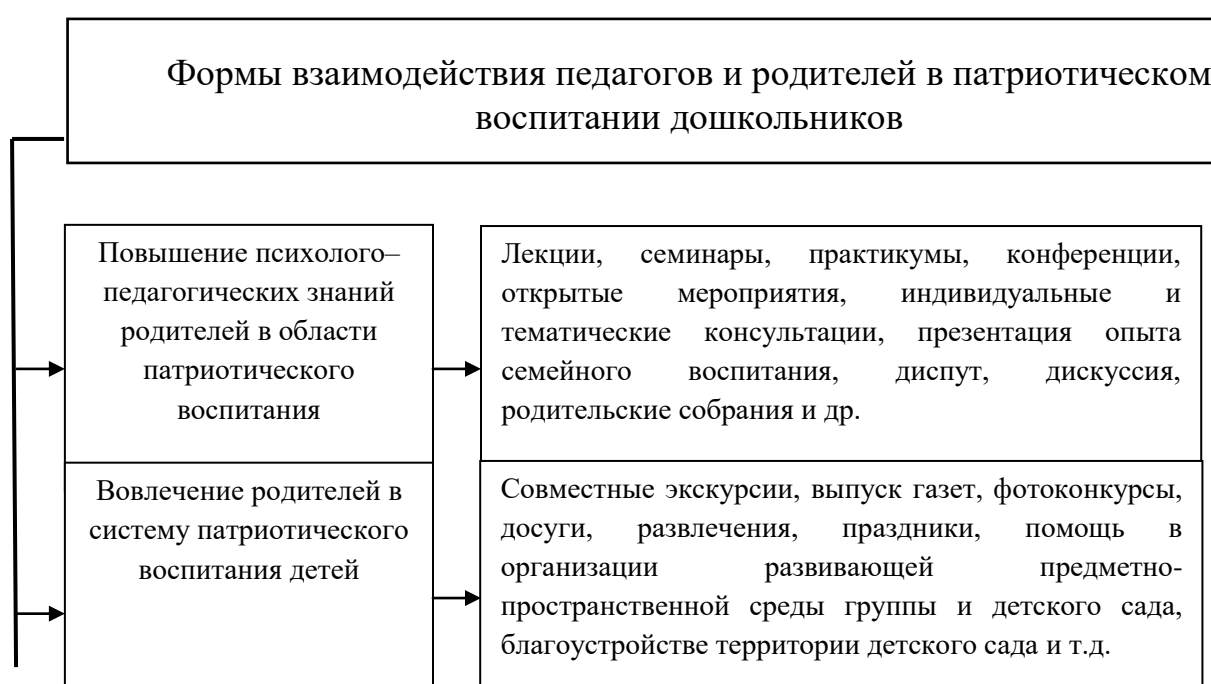 Формы взаимодействия педагогов и родителей в патриотическом
воспитании дошкольников
Повышение психолого–
педагогических знаний
родителей в области
патриотического
воспитания
Лекции, семинары, практикумы, конференции,
открытые мероприятия, индивидуальные и
тематические консультации, презентация опыта
семейного воспитания, диспут, дискуссия,
родительские собрания и др.
Вовлечение родителей в
систему патриотического
воспитания детей
Совместные экскурсии, выпуск газет, фотоконкурсы,
досуги, развлечения, праздники, помощь в
организации развивающей предметно-
пространственной среды группы и детского сада,
благоустройстве территории детского сада и т.д.